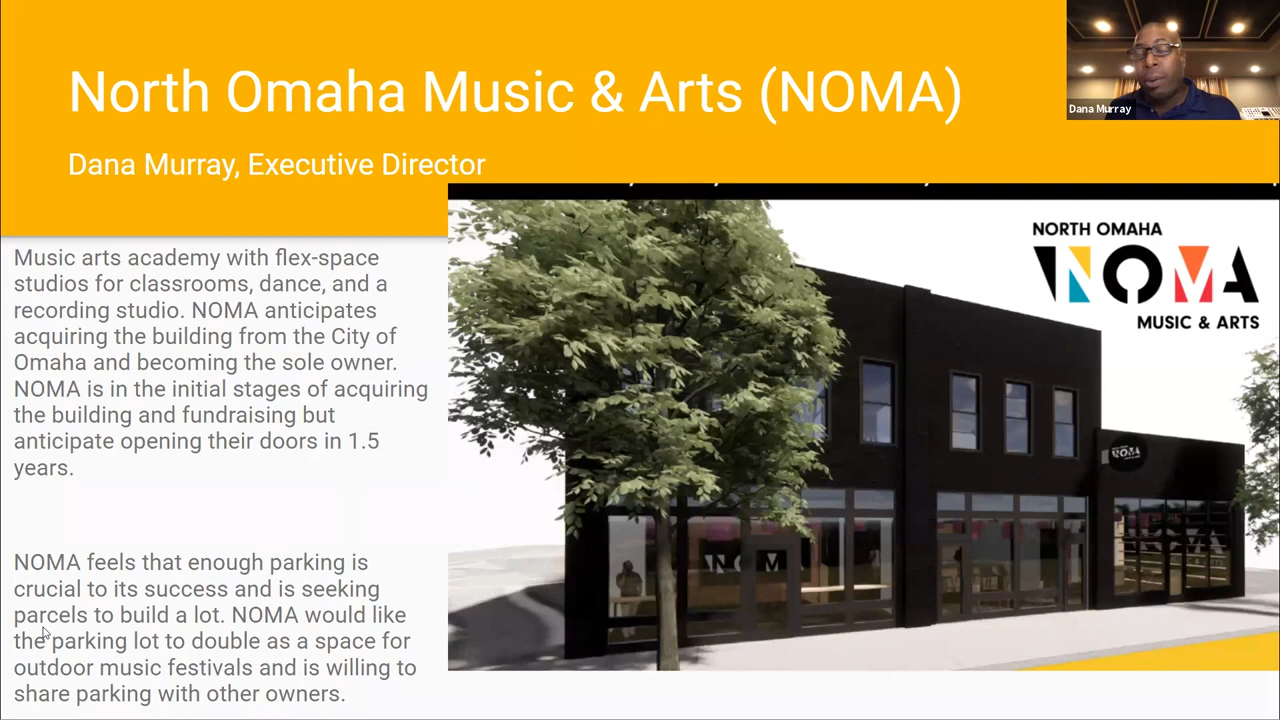 North Omaha Music & Arts (NOMA)
Dana Murray, Executive Director
Dana Murray
Music arts academy with flex-space
studios for classrooms, dance, and a
recording studio. NOMA anticipates
acquiring the building from the City of
Omaha and becoming the sole owner.
NOMA is in the initial stages of acquiring
the building and fundraising but
anticipate opening their doors in 1.5
years.
NOMA feels that enough parking is
crucial to its success and is seeking
parcels to build a lot. NOMA would like
the parking lot to double as a space for
outdoor music festivals and is willing to
share parking with other owners.
NORTH OMAHA
NOMA
MUSIC & ARTS
NOMA
NOMA
NOMA